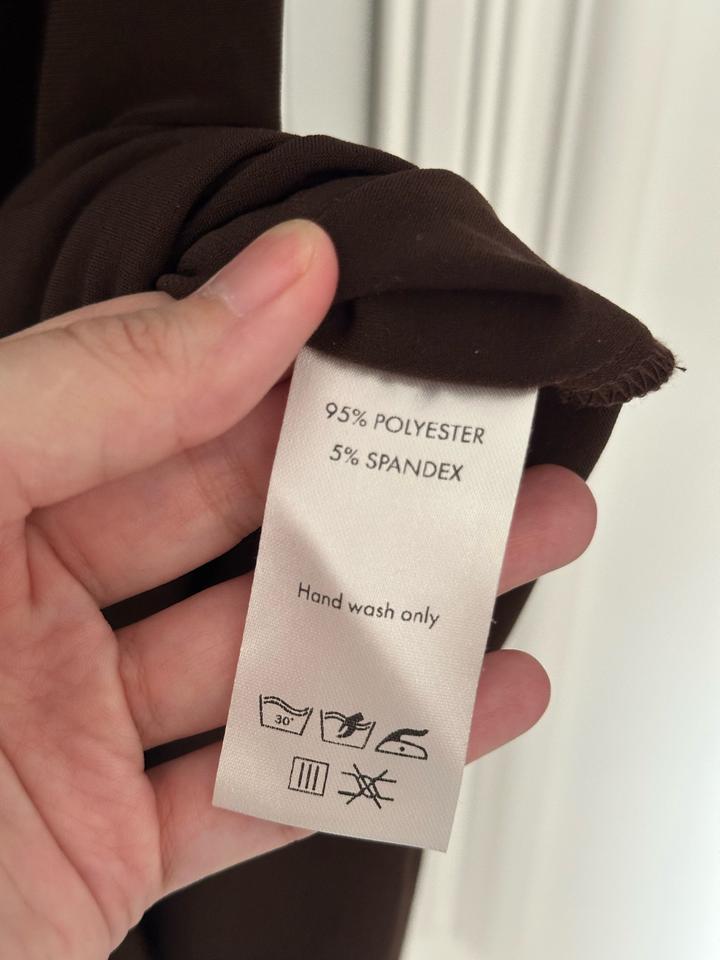 95% POLYESTER
5% SPANDEX
Hand wash only
30°